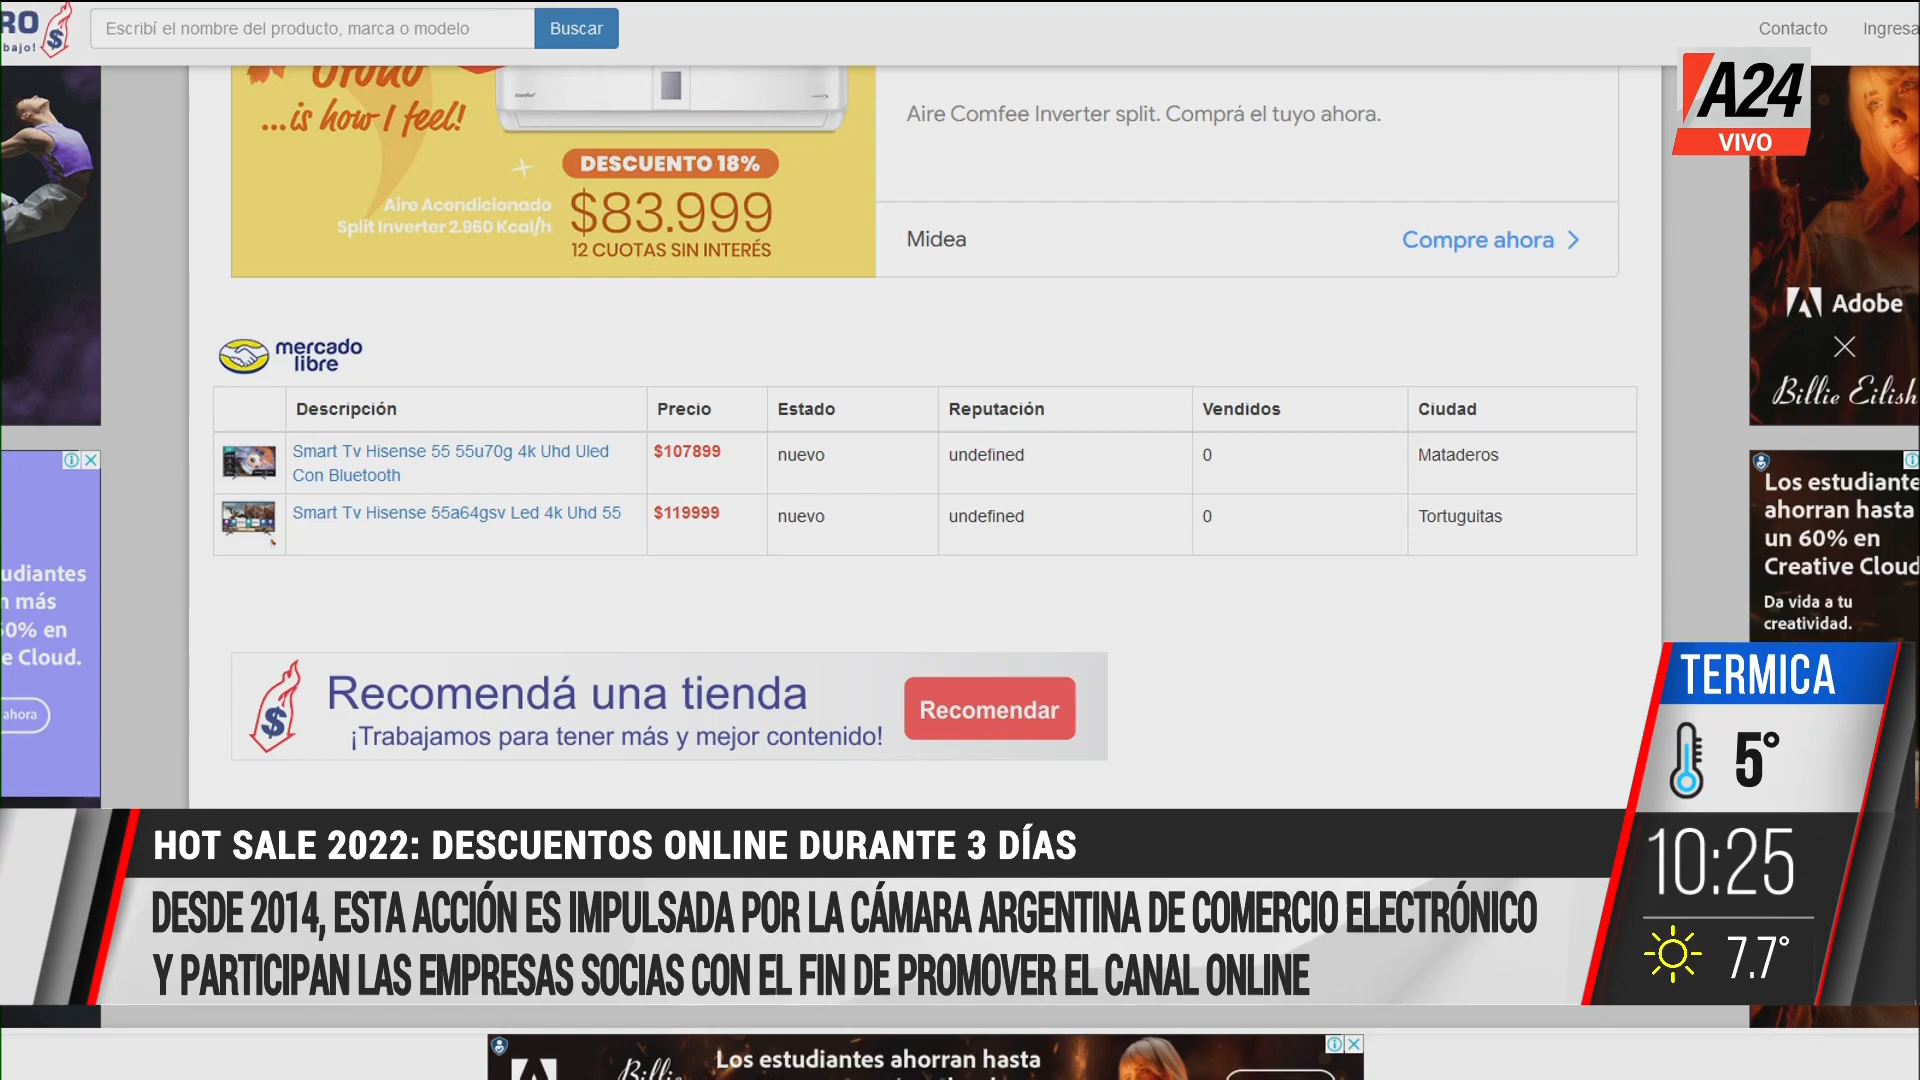 RO
bajo!
Escribí el nombre del producto, marca o modelo
Buscar
Contacto
Ingresa
A24
VIVO
Otoño
...is how I feel!
DESCUENTO 18%
Aire Acondicionado
Split Inverter 2.960 Kcal/h
$83.999
12 CUOTAS SIN INTERÉS
Aire Comfee Inverter split. Comprá el tuyo ahora.
Midea
Compre ahora
Adobe
Billie Eilish
mercado
libre
Descripción Precio Estado Reputación Vendidos Ciudad
Smart Tv Hisense 55 55u70g 4k Uhd Uled
Con Bluetooth
$107899 nuevo undefined 0 Mataderos
Smart Tv Hisense 55a64gsv Led 4k Uhd 55 $119999 nuevo undefined 0 Tortuguitas
udiantes
n más
60% en
e Cloud.
ahora
Los estudiante
ahorran hasta
un 60% en
Creative Cloud
Da vida a tu
creatividad.
Recomendá una tienda
¡Trabajamos para tener más y mejor contenido!
Recomendar
TERMICA
5°
10:25
7.7°
HOT SALE 2022: DESCUENTOS ONLINE DURANTE 3 DÍAS
DESDE 2014, ESTA ACCIÓN ES IMPULSADA POR LA CÁMARA ARGENTINA DE COMERCIO ELECTRÓNICO
Y PARTICIPAN LAS EMPRESAS SOCIAS CON EL FIN DE PROMOVER EL CANAL ONLINE
Billie
Los estudiantes ahorran hasta